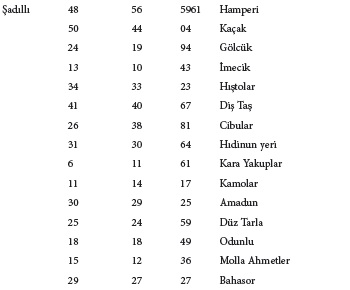 Şadıllı 48 56 5961 Hamperi
50 44 04 Kaçak
24 19 94 Gölcük
13 10 43 İmecik
34 33 23 Hıştolar
41 40 67 Diş Taş
26 38 81 Cibular
31 30 64 Hıdinun yeri
6 11 61 Kara Yakuplar
11 14 17 Kamolar
30 29 25 Amadun
25 24 59 Düz Tarla
18 18 49 Odunlu
15 12 36 Molla Ahmetler
29 27 27 Bahasor